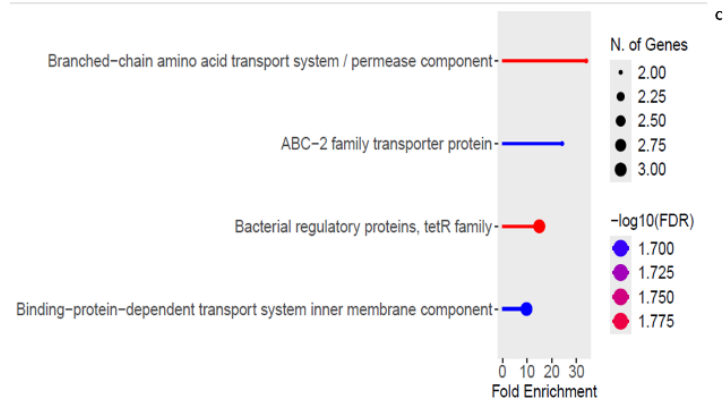 c
Branched−chain amino acid transport system / permease component
ABC−2 family transporter protein
Bacterial regulatory proteins, tetR family
Binding−protein−dependent transport system inner membrane component
0 10 20 30
Fold Enrichment
N. of Genes
2.00
2.25
2.50
2.75
3.00
−log10(FDR)
1.700
1.725
1.750
1.775